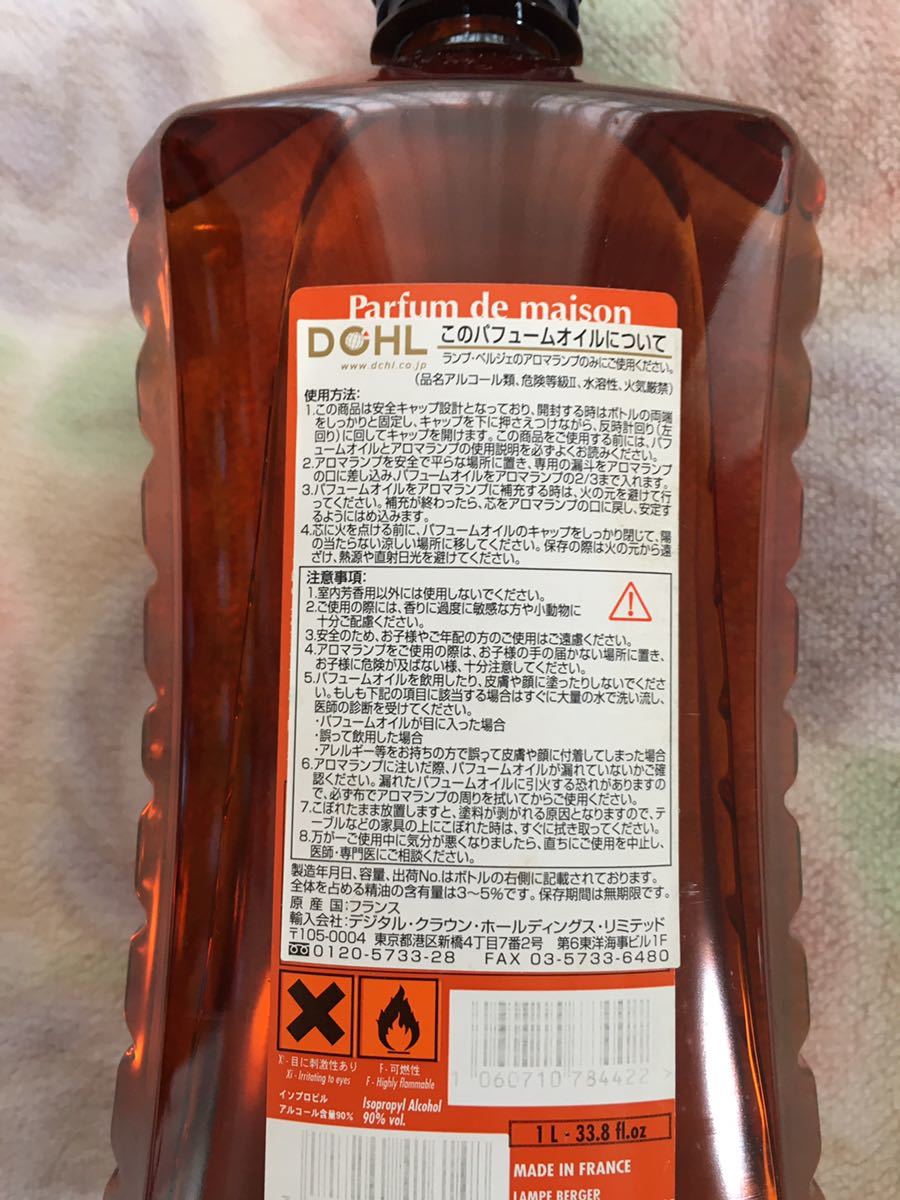 Parfum de maison
DCHL
www.dchl.co.jp
このパフュームオイルについて
ランプ・ベルジェのアロマランプのみにご使用ください。
(品名アルコール類、危険等級Ⅱ、水溶性、火気厳禁)
使用方法:
1.この商品は安全キャップ設計となっており、開封する時はボトルの両端
をしっかりと固定し、キャップを下に押さえつけながら、反時計回り(左
回り)に回してキャップを開けます。この商品をご使用する前には、パフ
ュームオイルとアロマランプの使用説明を必ずよくお読みください。
2.アロマランプを安全で平らな場所に置き、専用の漏斗をアロマランプ
の口に差し込み、パフュームオイルをアロマランプの2/3まで入れます。
3.パフュームオイルをアロマランプに補充する時は、火の元を避けて行
ってください。補充が終わったら、芯をアロマランプの口に戻し、安定す
るようにはめ込みます。
4.芯に火を点ける前に、パフュームオイルのキャップをしっかり閉じて、陽
の当たらない涼しい場所に移してください。保存の際は火の元から遠
ざけ、熱源や直射日光を避けてください。
注意事項:
1.室内芳香用以外には使用しないでください。
2.ご使用の際には、香りに過度に敏感な方や小動物に
十分ご配慮ください。
3.安全のため、お子様やご年配の方のご使用はご遠慮ください。
4.アロマランプをご使用の際は、お子様の手の届かない場所に置き、
お子様に危険が及ばない様、十分注意してください。
5.パフュームオイルを飲用したり、皮膚や顔に塗ったりしないでくださ
い。もしも下記の項目に該当する場合はすぐに大量の水で洗い流し、
医師の診断を受けてください。
・パフュームオイルが目に入った場合
・誤って飲用した場合
・アレルギー等をお持ちの方で誤って皮膚や顔に付着してしまった場合
6.アロマランプに注いだ際、パフュームオイルが漏れていないかご確
認ください。漏れたパフュームオイルに引火する恐れがありますの
で、必ず布でアロマランプの周りを拭いてからご使用ください。
7.こぼれたまま放置しますと、塗料が剥がれる原因となりますので、テ
ーブルなどの家具の上にこぼれた時は、すぐに拭き取ってください。
8.万が一ご使用中に気分が悪くなりましたら、直ちにご使用を中止し、
医師・専門医にご相談ください。
製造年月日、容量、出荷No.はボトルの右側に記載されております。
全体を占める精油の含有量は3〜5%です。保存期間は無期限です。
原 産 国:フランス
輸入会社:デジタル・クラウン・ホールディングス・リミテッド
〒105-0004 東京都港区新橋4丁目7番2号 第6東洋海事ビル1F
0120-5733-28 FAX 03-5733-6480
Xi - 目に刺激性あり
Xi - Irritating to eyes
F - 可燃性
F - Highly flammable
1 060710 784422 >
イソプロピル
アルコール含量90%
Isopropyl Alcohol
90% vol.
1 L - 33.8 fl.oz
MADE IN FRANCE
LAMPE BERGER